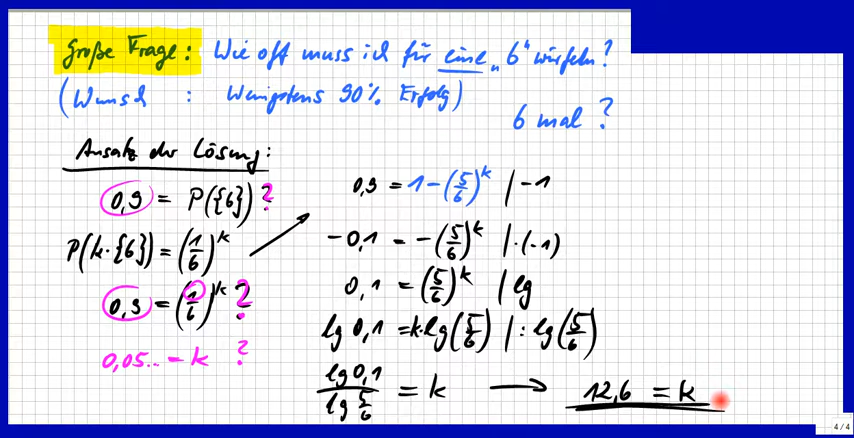 Große Frage: Wie oft muss ich für eine „6" würfeln?
(Wunsch : Wenigstens 90% Erfolg)
6 mal ?
Ansatz der Lösung:
0,9 = P({6}) ?
P(k·{6}) = (1/6)^k
0,9 = (1/6)^k ?
0,05.. = k ?
0,9 = 1 - (5/6)^k | -1
-0,1 = -(5/6)^k | ·(-1)
0,1 = (5/6)^k | lg
lg 0,1 = k·lg(5/6) | : lg(5/6)
lg 0,1 / lg 5/6 = k → 12,6 = k
4/4